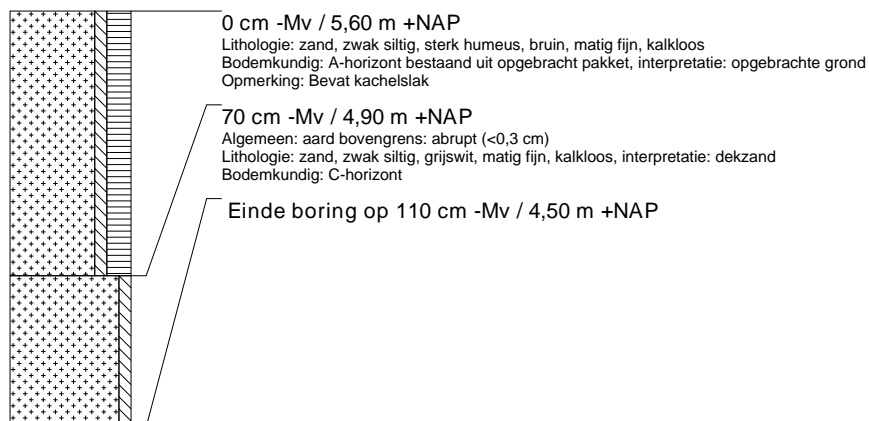 0 cm -Mv / 5,60 m +NAP
Lithologie: zand, zwak siltig, sterk humeus, bruin, matig fijn, kalkloos
Bodemkundig: A-horizont bestaand uit opgebracht pakket, interpretatie: opgebrachte grond
Opmerking: Bevat kachelslak
70 cm -Mv / 4,90 m +NAP
Algemeen: aard bovengrens: abrupt (<0,3 cm)
Lithologie: zand, zwak siltig, grijswit, matig fijn, kalkloos, interpretatie: dekzand
Bodemkundig: C-horizont
Einde boring op 110 cm -Mv / 4,50 m +NAP